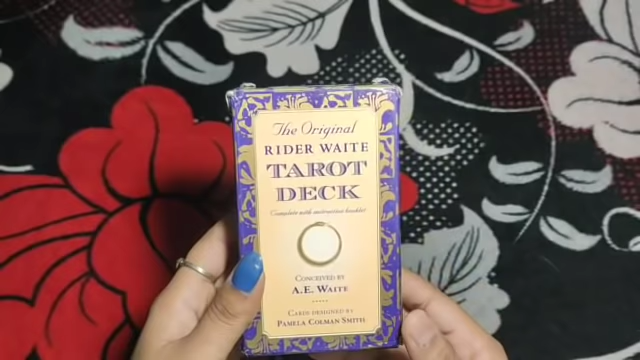 The Original
RIDER WAITE
TAROT
DECK
Complete with instruction booklet
CONCEIVED BY
A.E. WAITE
CARDS DESIGNED BY
PAMELA COLMAN SMITH